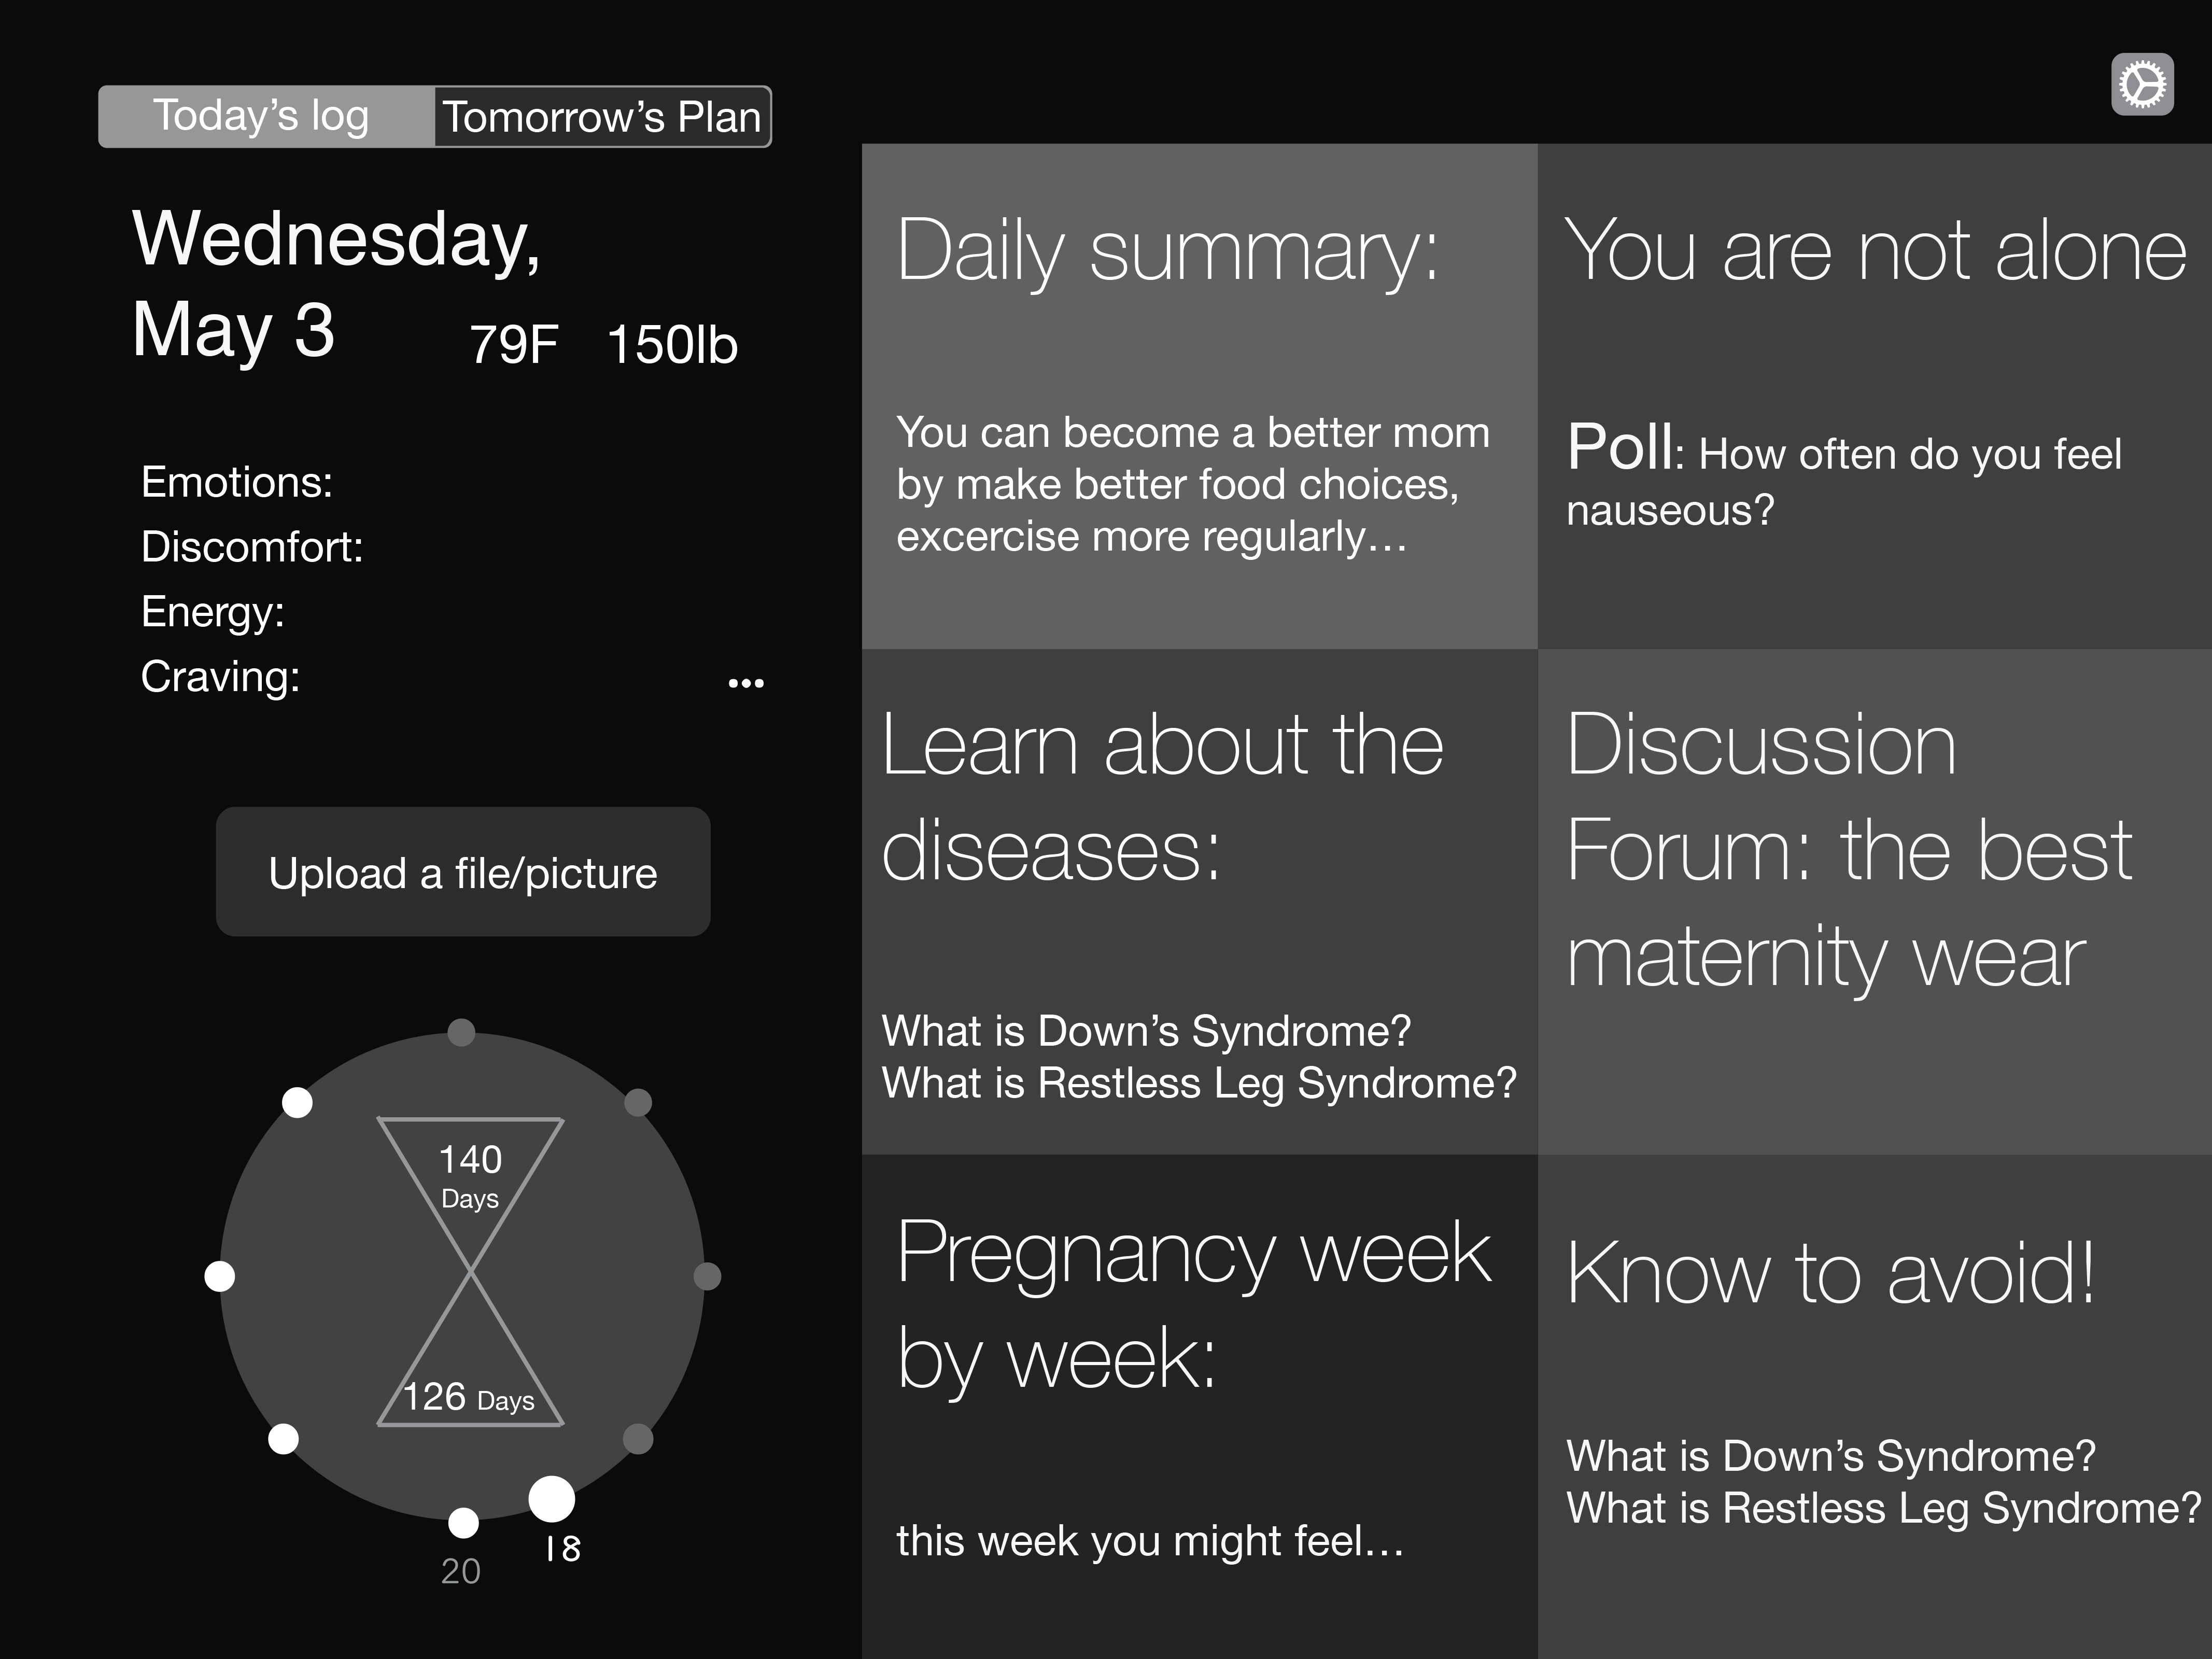 Today’s log
Tomorrow’s Plan
Wednesday,
May 3
79F
150lb
Emotions:
Discomfort:
Energy:
Craving:
...
Upload a file/picture
140
Days
126 Days
18
20
Daily summary:
You can become a better mom
by make better food choices,
excercise more regularly…
You are not alone
Poll: How often do you feel
nauseous?
Learn about the
diseases:
What is Down’s Syndrome?
What is Restless Leg Syndrome?
Discussion
Forum: the best
maternity wear
Pregnancy week
by week:
this week you might feel…
Know to avoid!
What is Down’s Syndrome?
What is Restless Leg Syndrome?